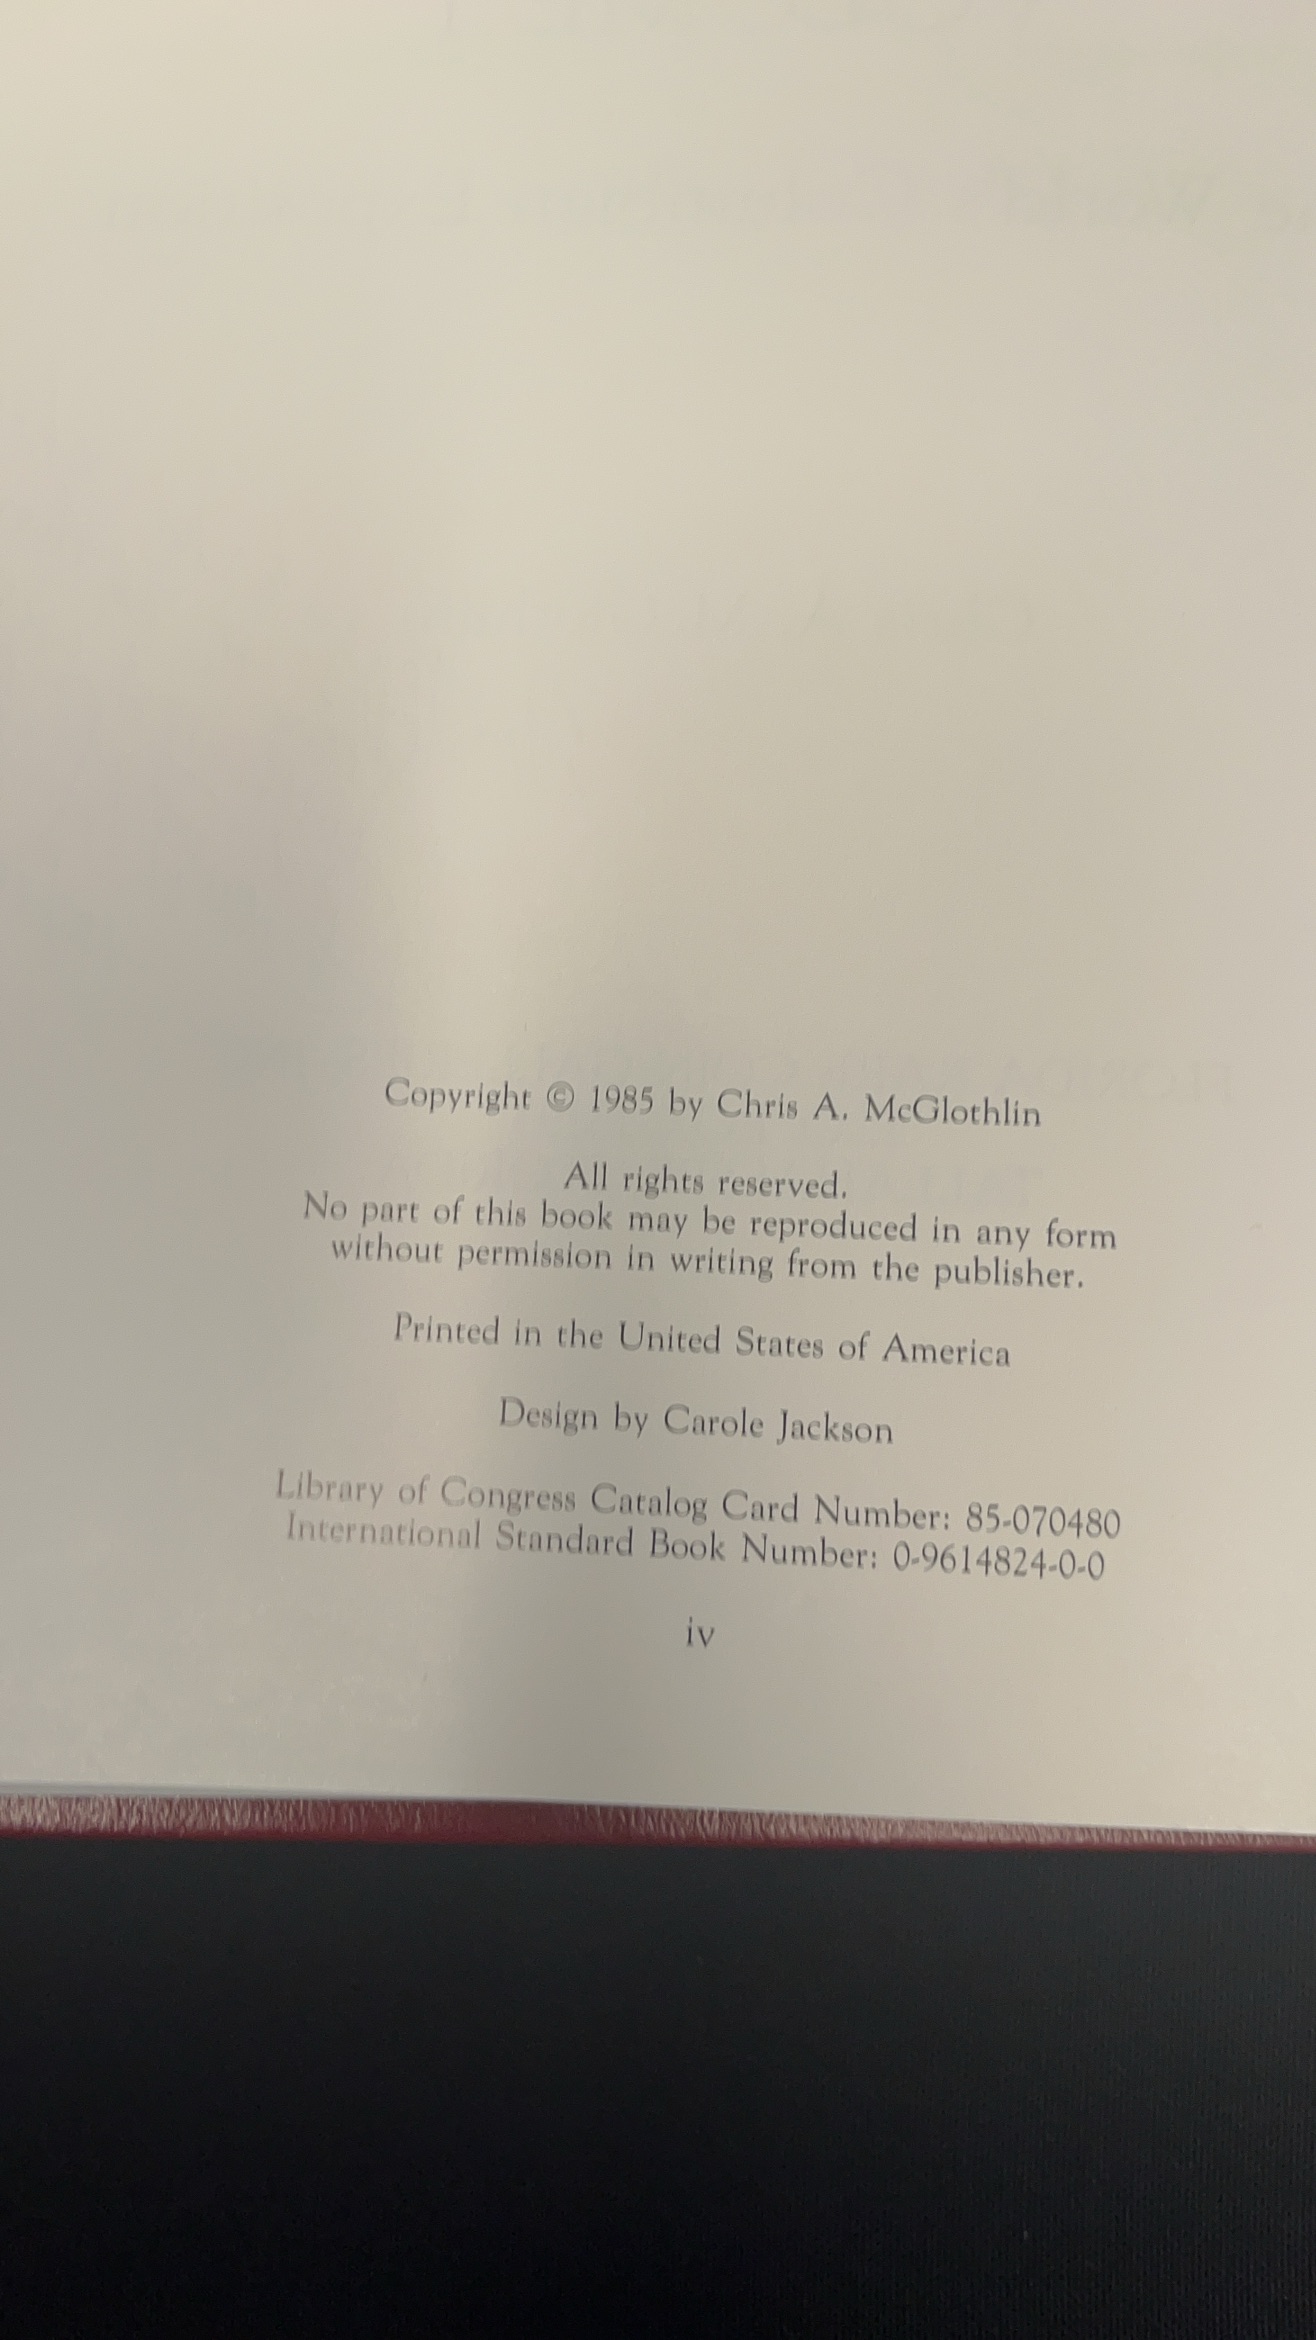 Copyright © 1985 by Chris A. McGlothlin
All rights reserved.
No part of this book may be reproduced in any form
without permission in writing from the publisher.
Printed in the United States of America
Design by Carole Jackson
Library of Congress Catalog Card Number: 85-070480
International Standard Book Number: 0-9614824-0-0
iv